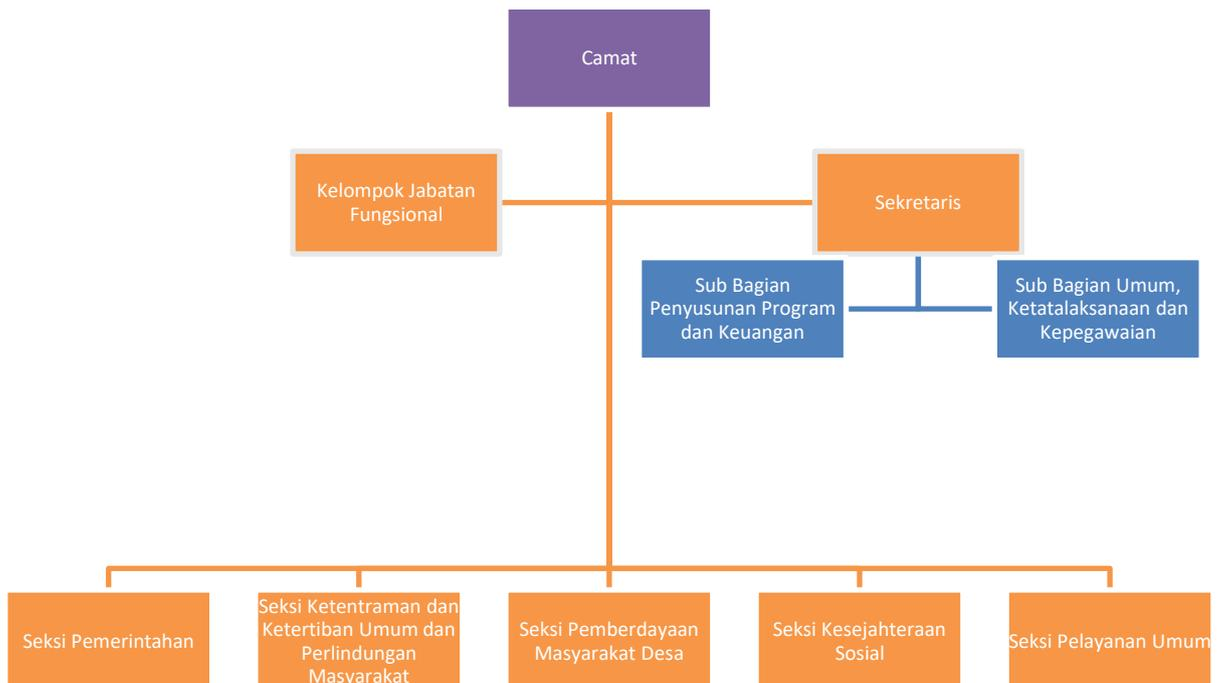 Camat
Kelompok Jabatan
Fungsional
Sekretaris
Sub Bagian
Penyusunan Program
dan Keuangan
Sub Bagian Umum,
Ketatalaksanaan dan
Kepegawaian
Seksi Pemerintahan
Seksi Ketentraman dan
Ketertiban Umum dan
Perlindungan
Masyarakat
Seksi Pemberdayaan
Masyarakat Desa
Seksi Kesejahteraan
Sosial
Seksi Pelayanan Umum